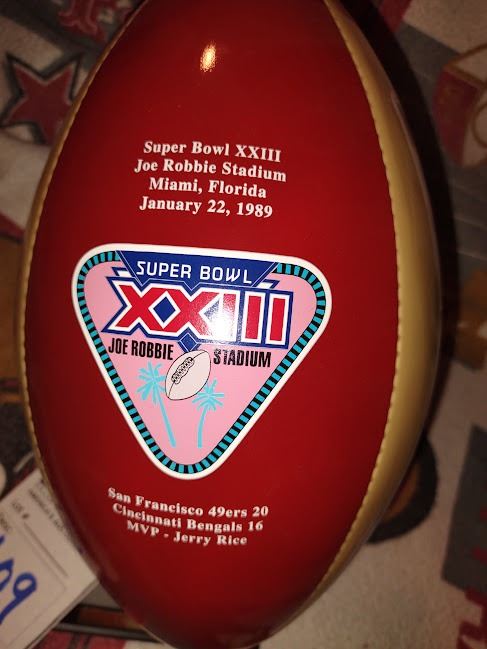 Super Bowl XXIII
Joe Robbie Stadium
Miami, Florida
January 22, 1989
SUPER BOWL
XXIII
JOE ROBBIE STADIUM
San Francisco 49ers 20
Cincinnati Bengals 16
MVP - Jerry Rice